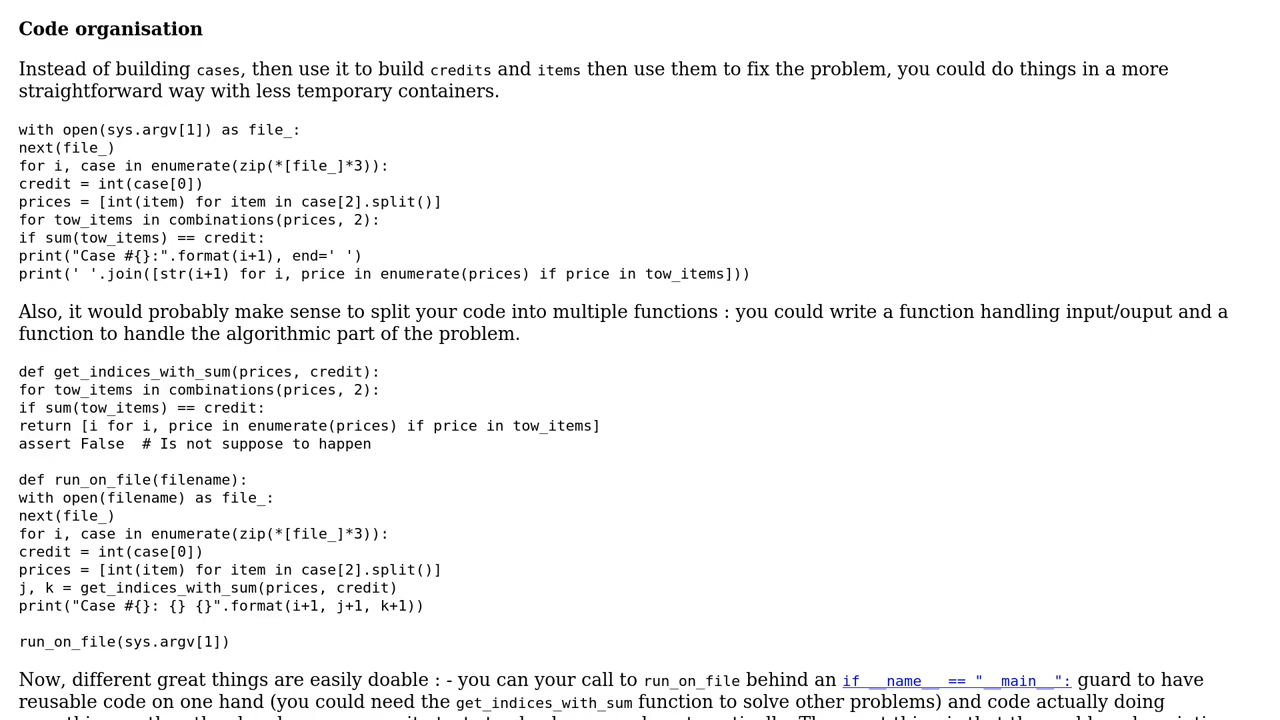 Code organisation
Instead of building cases, then use it to build credits and items then use them to fix the problem, you could do things in a more
straightforward way with less temporary containers.
with open(sys.argv[1]) as file_:
next(file_)
for i, case in enumerate(zip(*[file_]*3)):
credit = int(case[0])
prices = [int(item) for item in case[2].split()]
for tow_items in combinations(prices, 2):
if sum(tow_items) == credit:
print("Case #{}:".format(i+1), end=' ')
print(' '.join([str(i+1) for i, price in enumerate(prices) if price in tow_items]))
Also, it would probably make sense to split your code into multiple functions : you could write a function handling input/ouput and a
function to handle the algorithmic part of the problem.
def get_indices_with_sum(prices, credit):
for tow_items in combinations(prices, 2):
if sum(tow_items) == credit:
return [i for i, price in enumerate(prices) if price in tow_items]
assert False  # Is not suppose to happen
def run_on_file(filename):
with open(filename) as file_:
next(file_)
for i, case in enumerate(zip(*[file_]*3)):
credit = int(case[0])
prices = [int(item) for item in case[2].split()]
j, k = get_indices_with_sum(prices, credit)
print("Case #{}: {} {}".format(i+1, j+1, k+1))
run_on_file(sys.argv[1])
Now, different great things are easily doable : - you can your call to run_on_file behind an if __name__ == "__main__": guard to have
reusable code on one hand (you could need the get_indices_with_sum function to solve other problems) and code actually doing